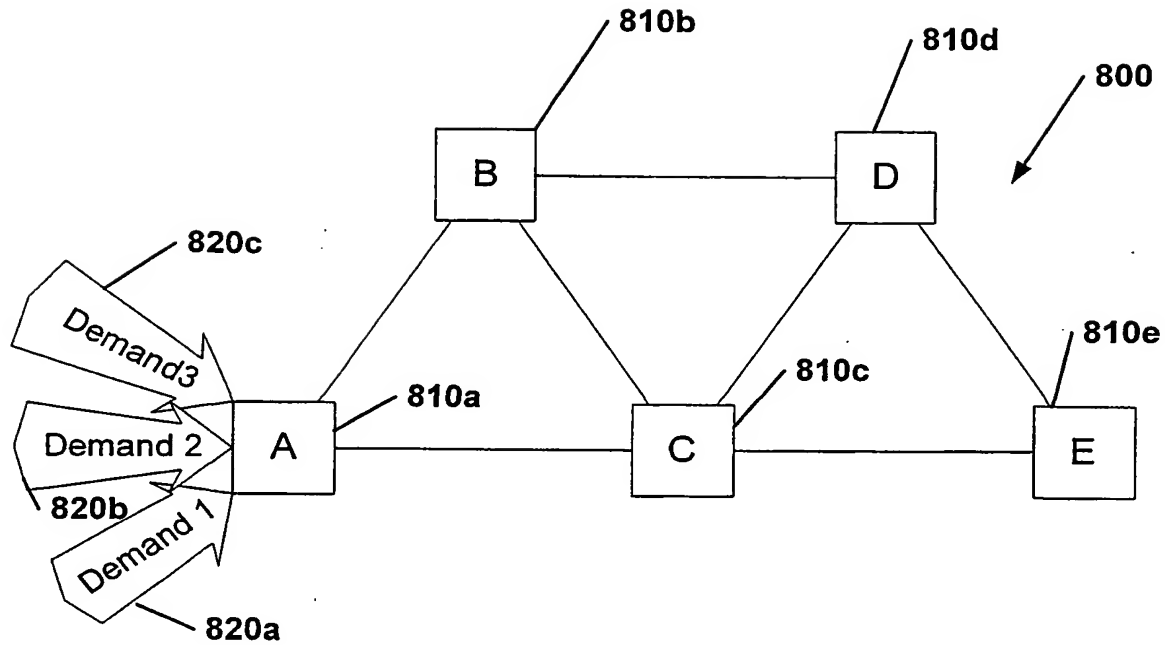 810b
810d
800
B
D
820c
Demand3
810e
810c
810a
Demand 2
A
C
E
820b
Demand 1
820a